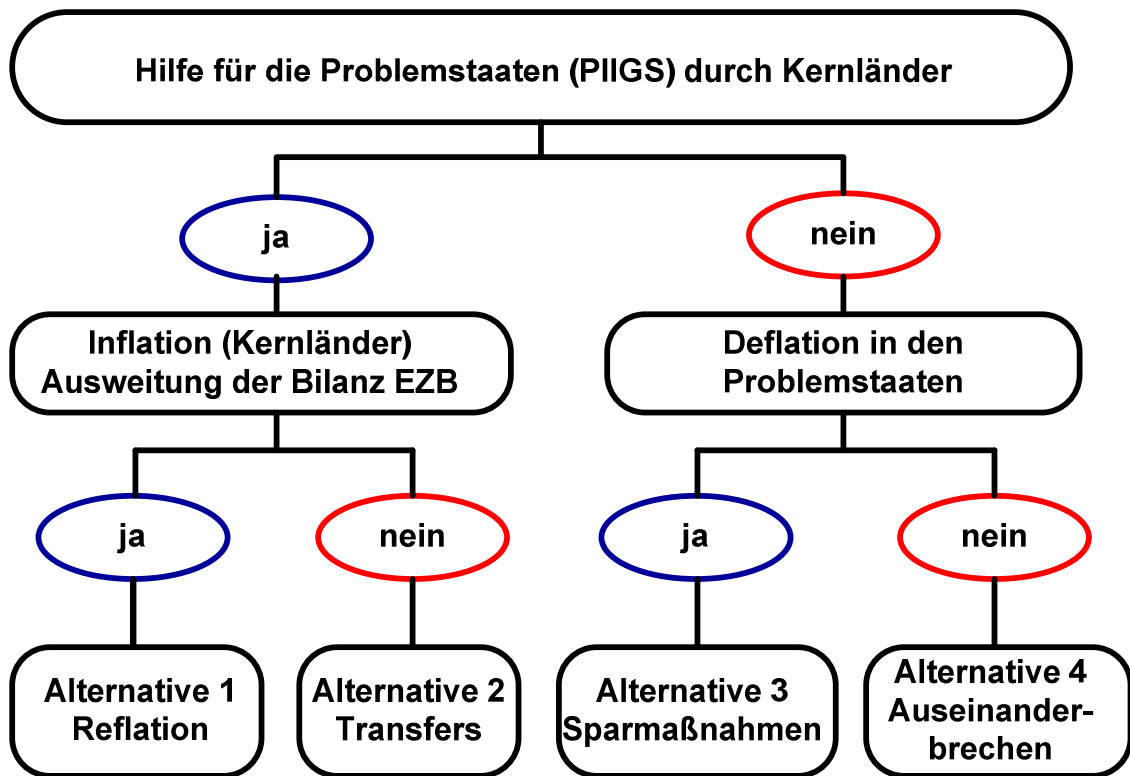 Hilfe für die Problemstaaten (PIIGS) durch Kernländer
ja
nein
Inflation (Kernländer)
Ausweitung der Bilanz EZB
Deflation in den
Problemstaaten
ja
nein
ja
nein
Alternative 1
Reflation
Alternative 2
Transfers
Alternative 3
Sparmaßnahmen
Alternative 4
Auseinander-
brechen